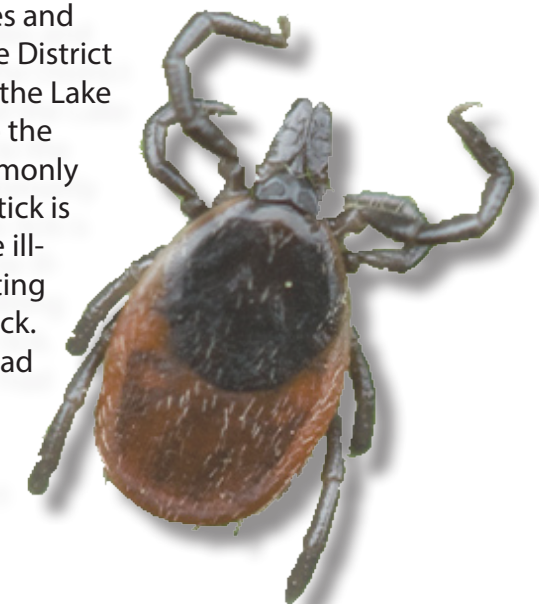 es and
e District
the Lake
the
monly
tick is
e ill-
ting
ck.
ad